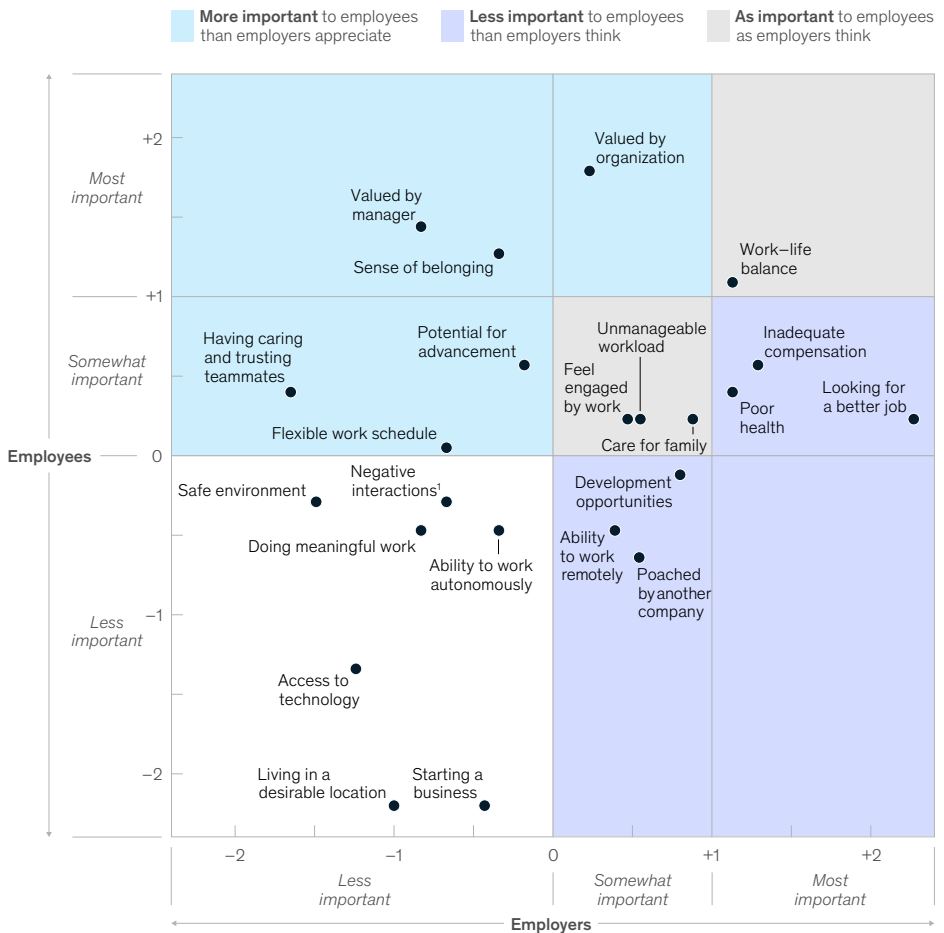 More important to employees
than employers appreciate
Less important to employees
than employers think
As important to employees
as employers think
+2
Most
important
+1
Somewhat
important
Employees
0
−1
Less
important
−2
Valued by
organization
Valued by
manager
Sense of belonging
Work–life
balance
Having caring
and trusting
teammates
Potential for
advancement
Flexible work schedule
Unmanageable
workload
Feel
engaged
by work
Care for family
Inadequate
compensation
Looking for
a better job
Poor
health
Safe environment
Negative
interactions¹
Doing meaningful work
Ability to work
autonomously
Development
opportunities
Ability
to work
remotely
Poached
by another
company
Access to
technology
Living in a
desirable location
Starting a
business
−2
−1
0
+1
+2
Less
important
Somewhat
important
Most
important
Employers